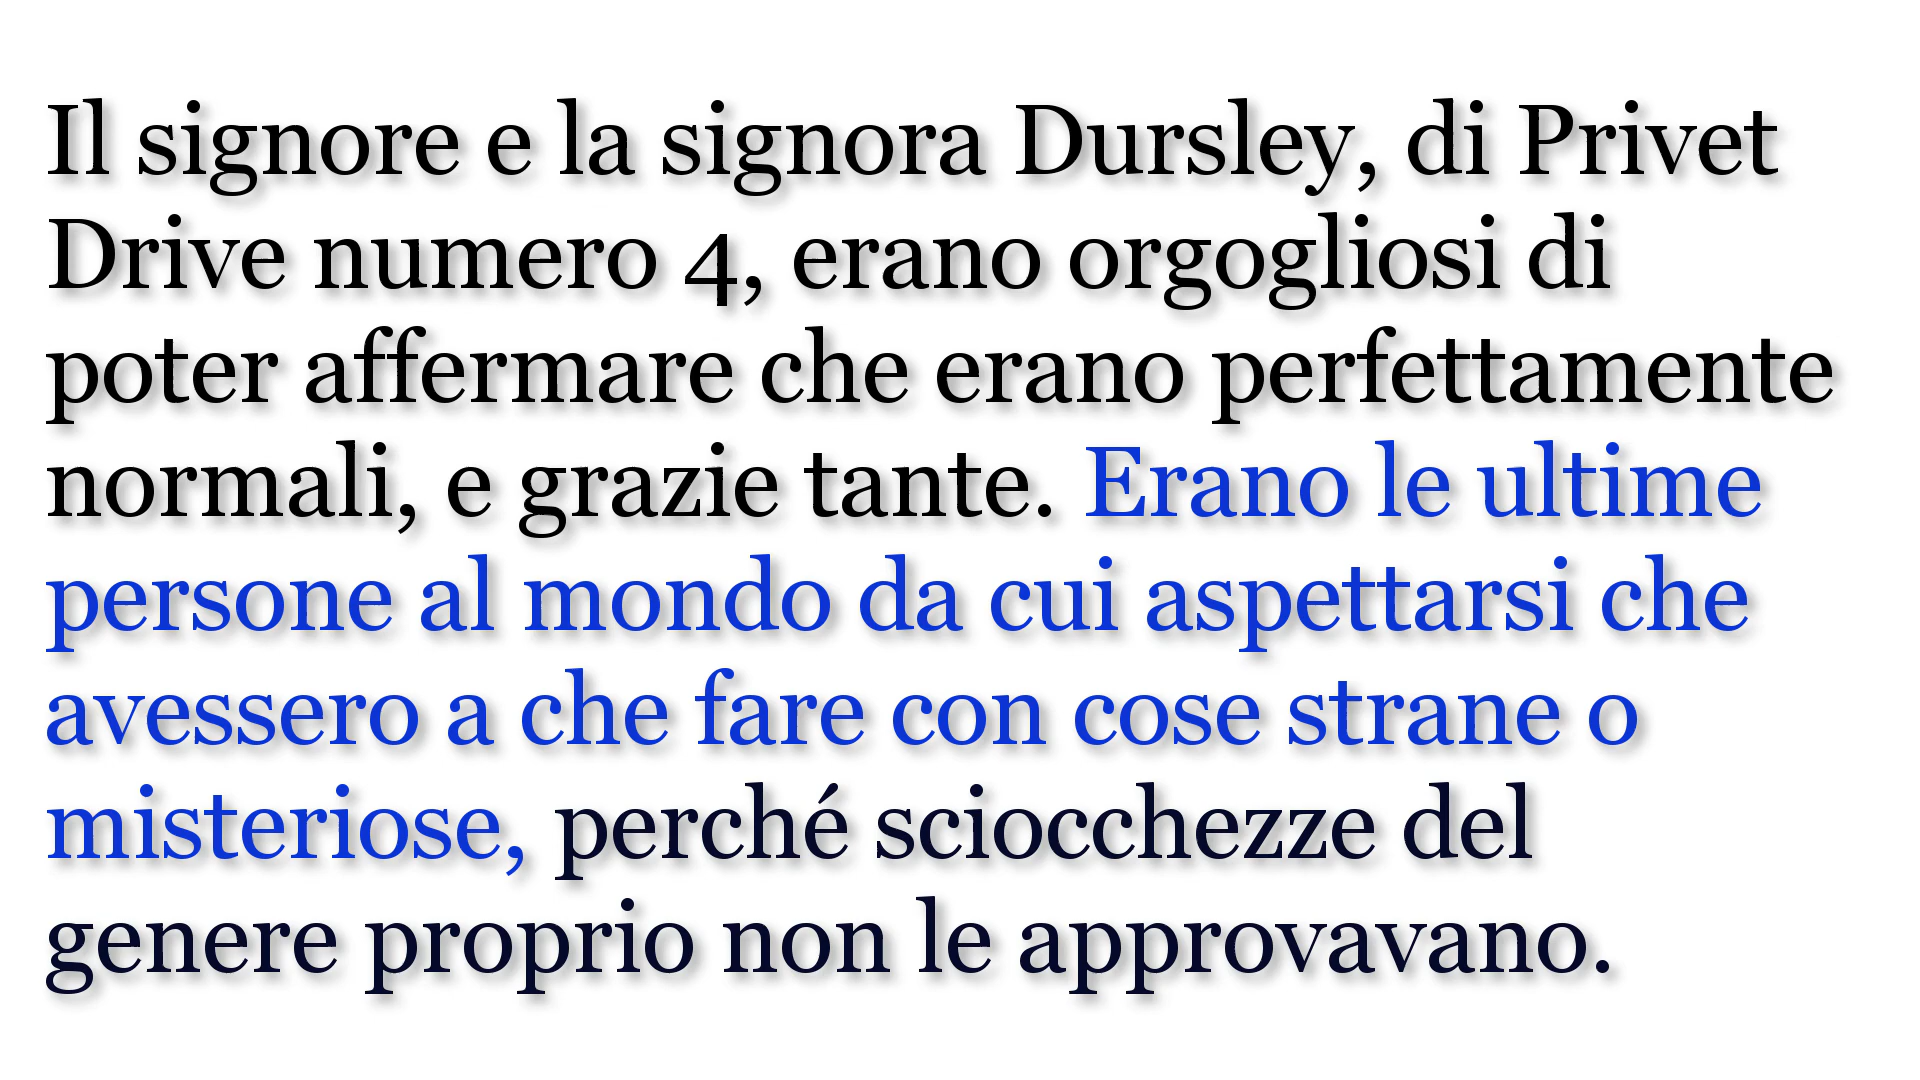 Il signore e la signora Dursley, di Privet
Drive numero 4, erano orgogliosi di
poter affermare che erano perfettamente
normali, e grazie tante. Erano le ultime
persone al mondo da cui aspettarsi che
avessero a che fare con cose strane o
misteriose, perché sciocchezze del
genere proprio non le approvavano.